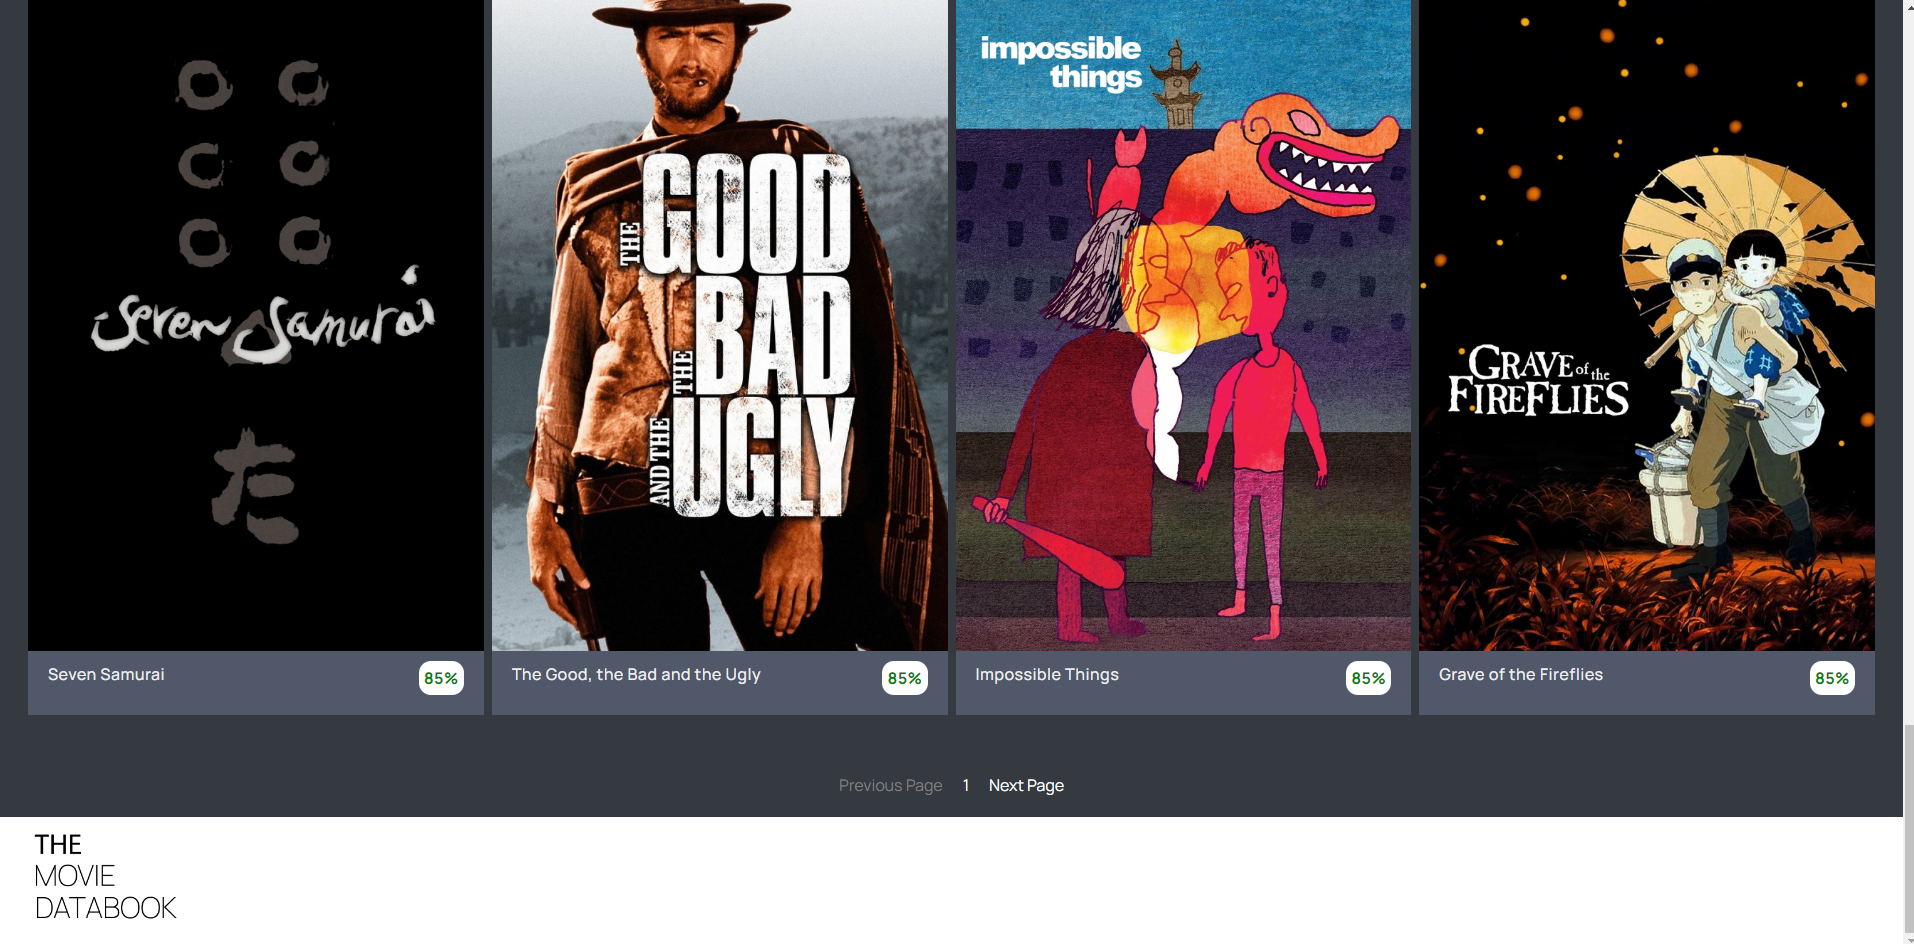 Seven Samurai
た
THE GOOD
BAD
THE
AND THE UGLY
impossible
things
GRAVE of the
FIREFLIES
Seven Samurai
85%
The Good, the Bad and the Ugly
85%
Impossible Things
85%
Grave of the Fireflies
85%
Previous Page 1 Next Page
THE
MOVIE
DATABOOK